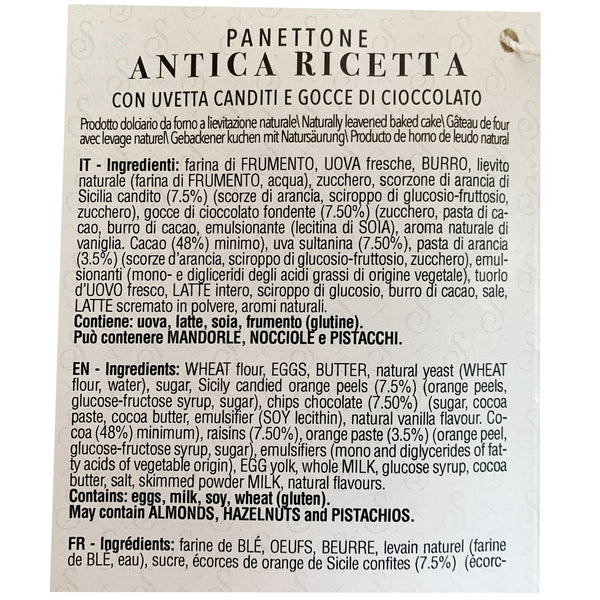 PANETTONE
ANTICA RICETTA
CON UVETTA CANDITI E GOCCE DI CIOCCOLATO
Prodotto dolciario da forno a lievitazione naturale\ Naturally leavened baked cake\ Gâteau de four
avec levage naturel\ Gebackener kuchen mit Natursäurung\ Producto de horno de leudo natural
IT - Ingredienti: farina di FRUMENTO, UOVA fresche, BURRO, lievito
naturale (farina di FRUMENTO, acqua), zucchero, scorzone di arancia di
Sicilia candito (7.5%) (scorze di arancia, sciroppo di glucosio-fruttosio,
zucchero), gocce di cioccolato fondente (7.50%) (zucchero, pasta di ca-
cao, burro di cacao, emulsionante (lecitina di SOIA), aroma naturale di
vaniglia. Cacao (48%) minimo), uva sultanina (7.50%), pasta di arancia
(3.5%) (scorze d'arancia, sciroppo di glucosio-fruttosio, zucchero), emul-
sionanti (mono- e digliceridi degli acidi grassi di origine vegetale), tuorlo
d'UOVO fresco, LATTE intero, sciroppo di glucosio, burro di cacao, sale,
LATTE scremato in polvere, aromi naturali.
Contiene: uova, latte, soia, frumento (glutine).
Può contenere MANDORLE, NOCCIOLE e PISTACCHI.
EN - Ingredients: WHEAT flour, EGGS, BUTTER, natural yeast (WHEAT
flour, water), sugar, Sicily candied orange peels (7.5%) (orange peels,
glucose-fructose syrup, sugar), chips chocolate (7.50%) (sugar, cocoa
paste, cocoa butter, emulsifier (SOY lecithin), natural vanilla flavour. Co-
coa (48%) minimum), raisins (7.50%), orange paste (3.5%) (orange peel,
glucose-fructose syrup, sugar), emulsifiers (mono and diglycerides of fat-
ty acids of vegetable origin), EGG yolk, whole MILK, glucose syrup, cocoa
butter, salt, skimmed powder MILK, natural flavours.
Contains: eggs, milk, soy, wheat (gluten).
May contain ALMONDS, HAZELNUTS and PISTACHIOS.
FR - Ingrédients: farine de BLÉ, OEUFS, BEURRE, levain naturel (farine
de BLÉ, eau), sucre, écorces de orange de Sicile confites (7.5%) (ècorc-